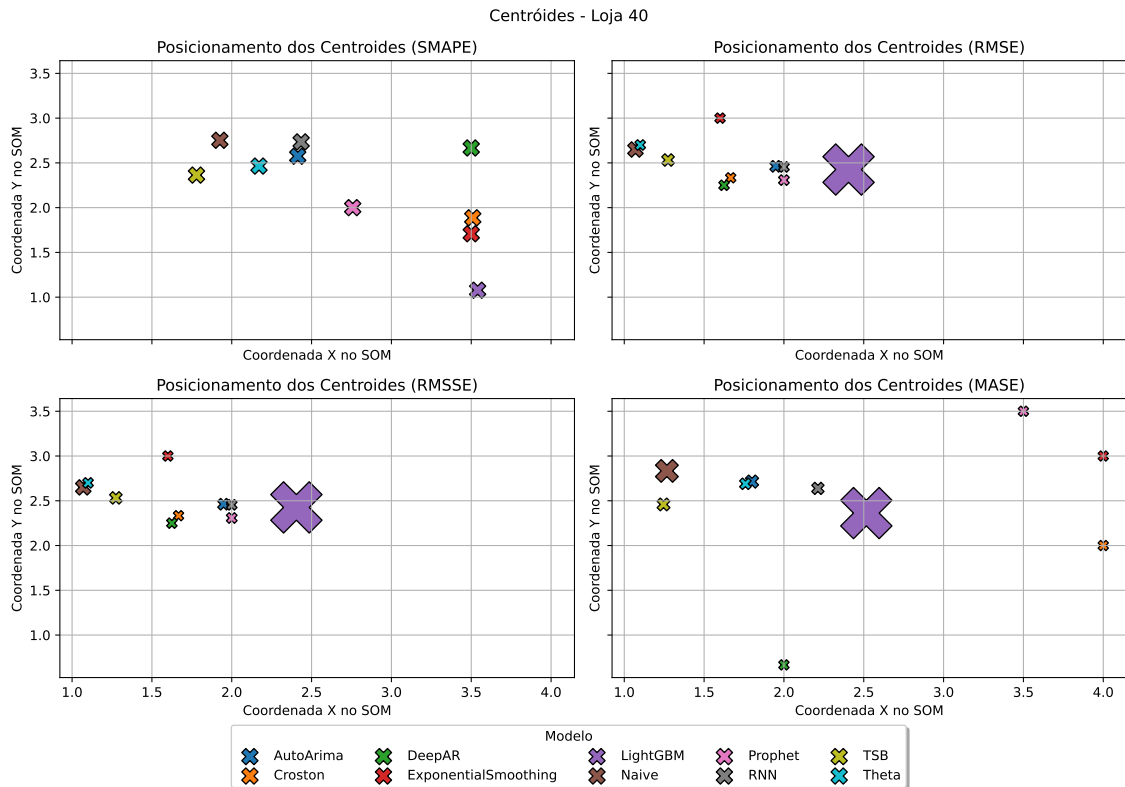 Centróides - Loja 40
Posicionamento dos Centroides (SMAPE)
3.5
3.0
2.5
2.0
1.5
1.0
Coordenada Y no SOM
Coordenada X no SOM
Posicionamento dos Centroides (RMSE)
Coordenada Y no SOM
Coordenada X no SOM
Posicionamento dos Centroides (RMSSE)
3.5
3.0
2.5
2.0
1.5
1.0
Coordenada Y no SOM
1.0 1.5 2.0 2.5 3.0 3.5 4.0
Coordenada X no SOM
Posicionamento dos Centroides (MASE)
Coordenada Y no SOM
1.0 1.5 2.0 2.5 3.0 3.5 4.0
Coordenada X no SOM
Modelo
AutoArima DeepAR LightGBM Prophet TSB
Croston ExponentialSmoothing Naive RNN Theta